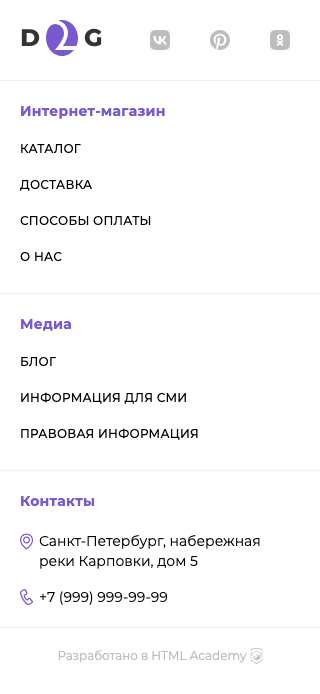 D2G
Интернет-магазин
КАТАЛОГ
ДОСТАВКА
СПОСОБЫ ОПЛАТЫ
О НАС
Медиа
БЛОГ
ИНФОРМАЦИЯ ДЛЯ СМИ
ПРАВОВАЯ ИНФОРМАЦИЯ
Контакты
Санкт-Петербург, набережная
реки Карповки, дом 5
+7 (999) 999-99-99
Разработано в HTML Academy